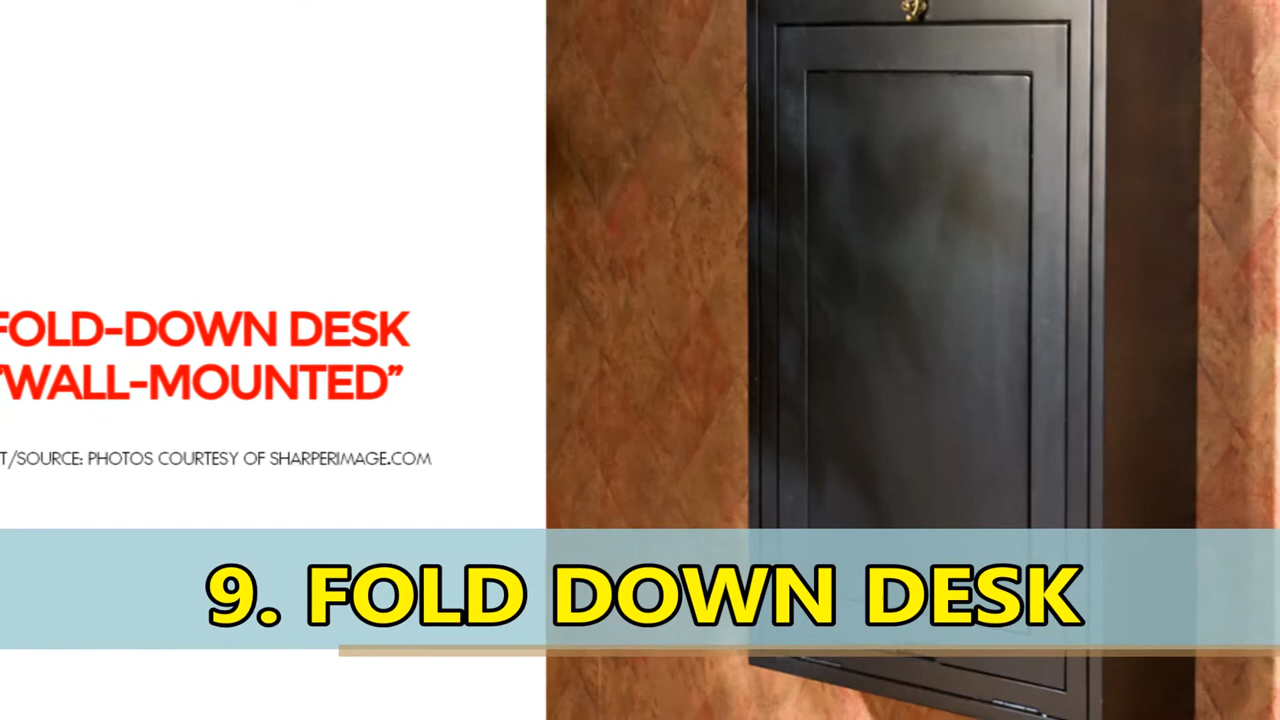 FOLD-DOWN DESK
"WALL-MOUNTED”
T/SOURCE: PHOTOS COURTESY OF SHARPERIMAGE.COM
9. FOLD DOWN DESK